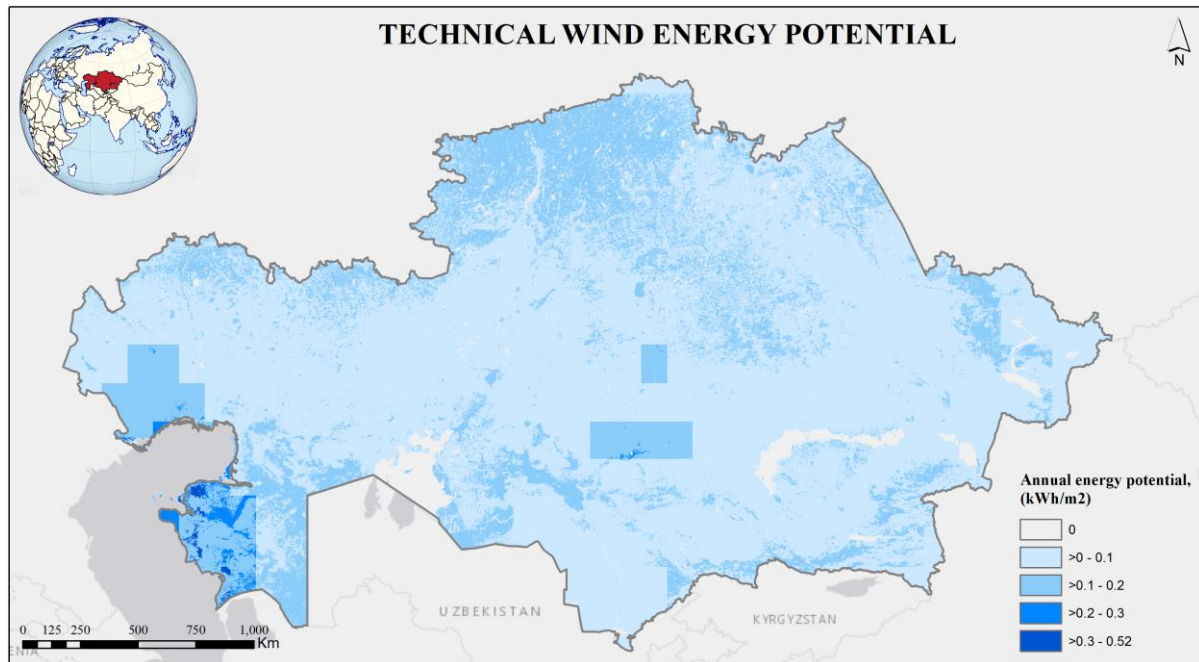 TECHNICAL WIND ENERGY POTENTIAL
N
UZBEKISTAN
KYRGYZSTAN
ENIA
0 125 250 500 750 1,000
Km
Annual energy potential,
(kWh/m2)
0
>0 - 0.1
>0.1 - 0.2
>0.2 - 0.3
>0.3 - 0.52